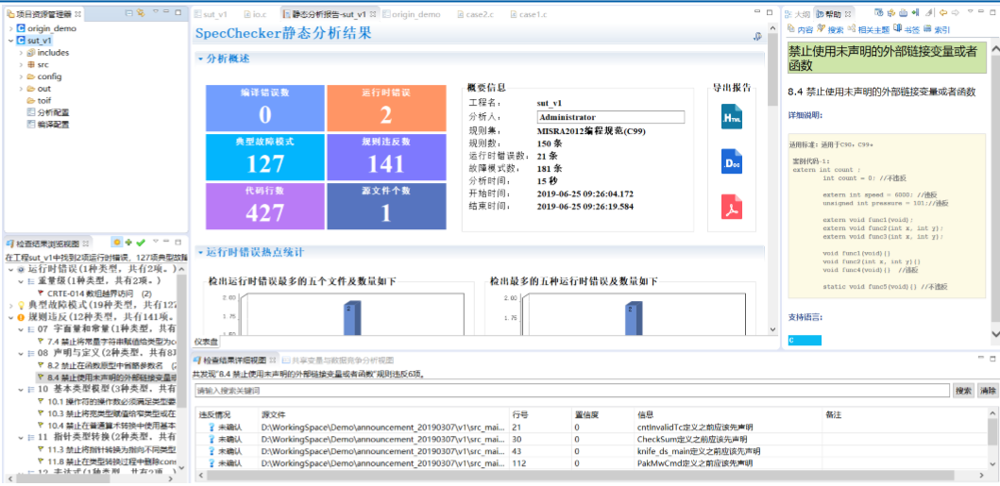 项目资源管理器
origin_demo
sut_v1
includes
src
config
out
toif
分析配置
编译配置
检查结果浏览视图
在工程sut_v1中找到2项运行时错误, 127项典型故障
运行时错误(1种类型, 共有2项。)
重量级(1种类型, 共有2项。)
CRTE-014 数组越界访问 (2)
典型故障模式(19种类型, 共有127
规则违反(12种类型, 共有141项。
07 字面量和常量(1种类型, 共有
7.4 禁止将常量字符串赋值给类型为co
08 声明与定义(2种类型, 共有8项
8.2 禁止在函数原型中省略参数名 (2
8.4 禁止使用未声明的外部链接变量或
10 基本类型模型(3种类型, 共有
10.1 操作符的操作数必须满足类型要
10.3 禁止将宽类型赋值给窄类型或在
10.4 禁止在普通算术转换中使用基本
11 指针类型转换(2种类型, 共有
11.3 禁止将指针转换为指向不同类型
11.8 禁止在类型转换过程中删除cons
12 表达式(1种类型, 共有2项。)
sut_v1
io.c
静态分析报告-sut_v1
origin_demo
case2.c
case1.c
SpecChecker静态分析结果
分析概述
编译错误数
0
运行时错误
2
典型故障模式
127
规则违反数
141
代码行数
427
源文件个数
1
概要信息
工程名: sut_v1
分析人: Administrator
规则集: MISRA2012编程规范(C99)
规则数: 150 条
运行时错误数: 21 条
故障模式数: 181 条
分析时间: 15 秒
开始时间: 2019-06-25 09:26:04.172
结束时间: 2019-06-25 09:26:19.584
导出报告
HTML
.Doc
运行时错误热点统计
检出运行时错误最多的五个文件及数量如下
2.00
1.75
1.50
2
检出最多的五种运行时错误及数量如下
2.00
1.75
2
仪表盘
检查结果详细视图
共享变量与数据竞争分析视图
共发现"8.4 禁止使用未声明的外部链接变量或者函数"规则违反6项。
请输入搜索关键词
搜索
清除
违反情况 源文件 行号 置信度 信息 备注
未确认 D:\WorkingSpace\Demo\announcement_20190307\v1\src_mai... 21 0 cntInvalidTc定义之前应该先声明
未确认 D:\WorkingSpace\Demo\announcement_20190307\v1\src_mai... 30 0 CheckSum定义之前应该先声明
未确认 D:\WorkingSpace\Demo\announcement_20190307\v1\src_mai... 43 0 knife_ds_main定义之前应该先声明
未确认 D:\WorkingSpace\Demo\announcement_20190307\v1\src_mai... 112 0 PakMwCmd定义之前应该先声明
大纲
帮助
内容 搜索 相关主题 书签 索引
禁止使用未声明的外部链接变量或者
函数
8.4 禁止使用未声明的外部链接变量或者函数
详细说明:
适用标准: 适用于C90, C99。
案例代码-1:
extern int count ;
int count = 0; //不违反
extern int speed = 6000; //违反
unsigned int pressure = 101;//违反
extern void func1(void);
extern void func2(int x, int y);
extern void func3(int x, int y);
void func1(void){}
void func2(int x, int y){}
void func4(void){} //违反
static void func5(void){} //不违反
支持语言:
C